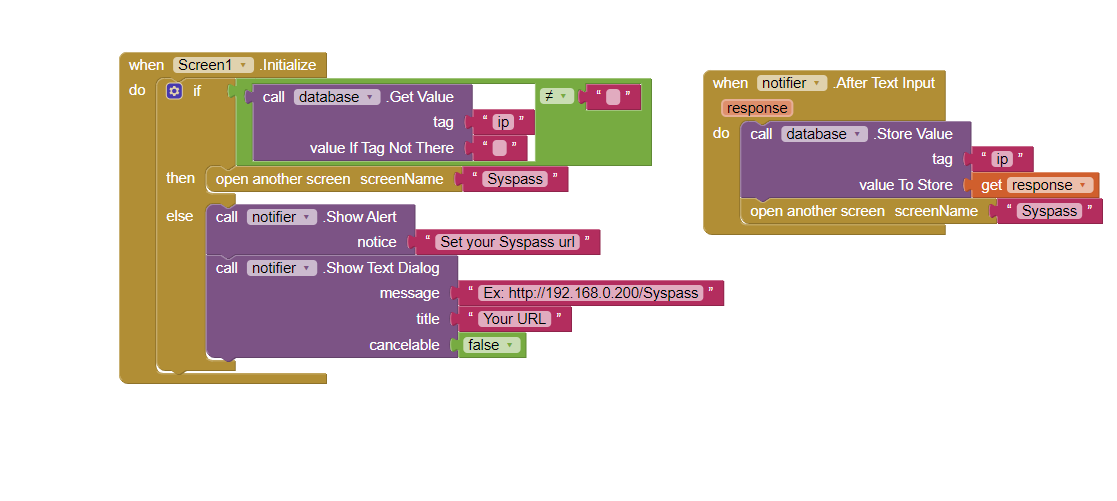 when Screen1 .Initialize
do if call database .Get Value ≠ “ ”
tag “ ip ”
value If Tag Not There “ ”
then open another screen screenName “ Syspass ”
else call notifier .Show Alert
notice “ Set your Syspass url ”
call notifier .Show Text Dialog
message “ Ex: http://192.168.0.200/Syspass ”
title “ Your URL ”
cancelable false
when notifier .After Text Input
response
do call database .Store Value
tag “ ip ”
value To Store get response
open another screen screenName “ Syspass ”